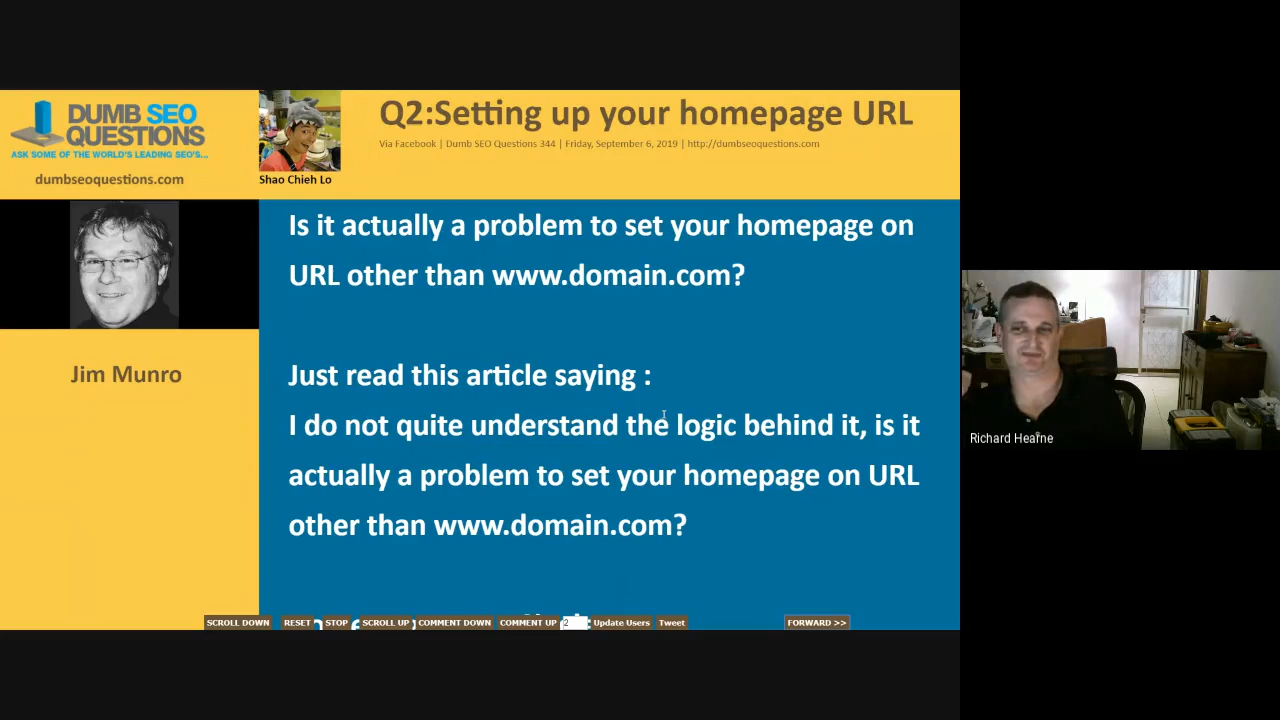 DUMB SEO
QUESTIONS
ASK SOME OF THE WORLD'S LEADING SEO'S...
dumbseoquestions.com
Shao Chieh Lo
Q2:Setting up your homepage URL
Via Facebook | Dumb SEO Questions 344 | Friday, September 6, 2019 | http://dumbseoquestions.com
Jim Munro
Is it actually a problem to set your homepage on
URL other than www.domain.com?
Just read this article saying :
I do not quite understand the logic behind it, is it
actually a problem to set your homepage on URL
other than www.domain.com?
SCROLL DOWN RESET STOP SCROLL UP COMMENT DOWN COMMENT UP 2 Update Users Tweet FORWARD >>
Richard Hearne